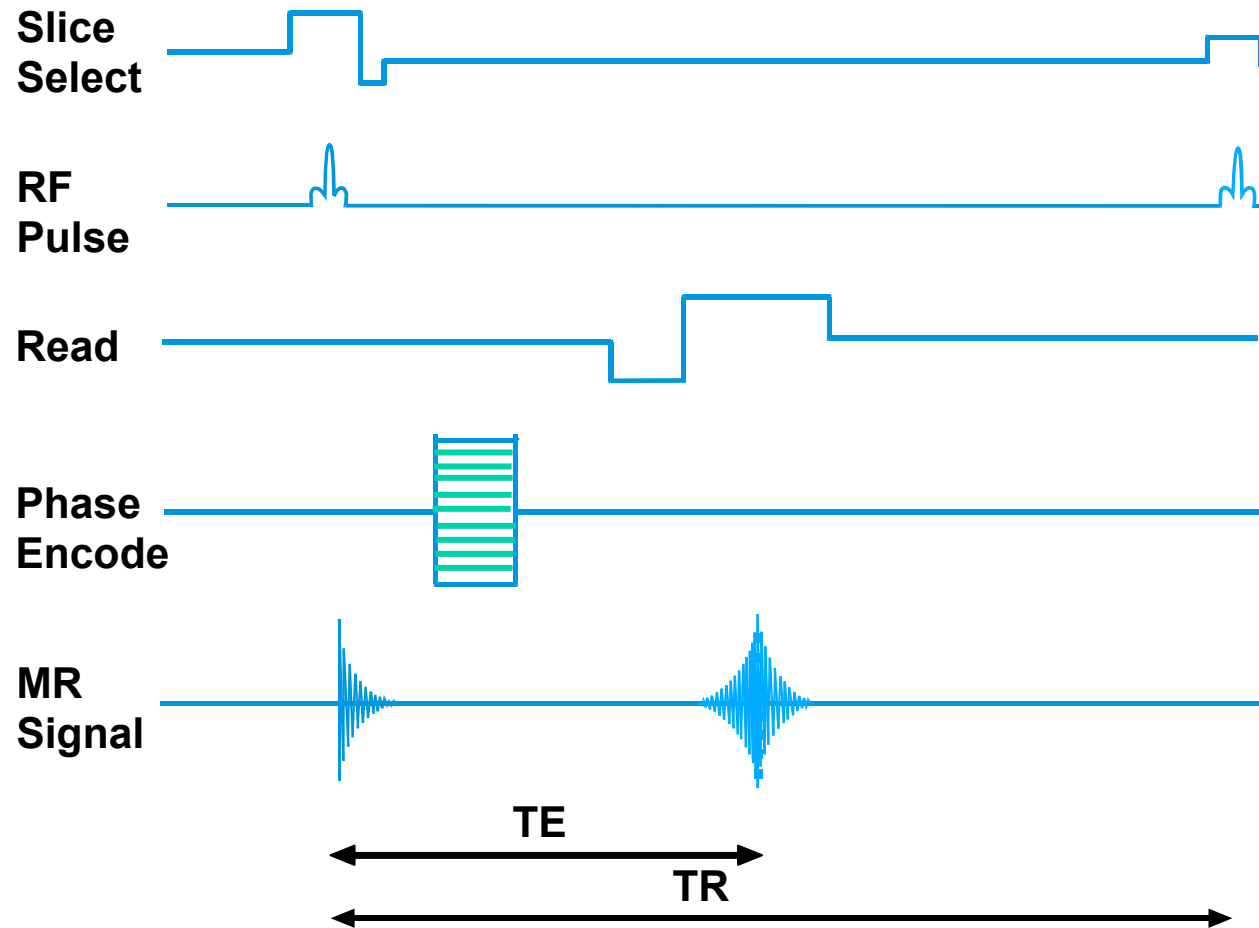 Slice
Select
RF
Pulse
Read
Phase
Encode
MR
Signal
TE
TR